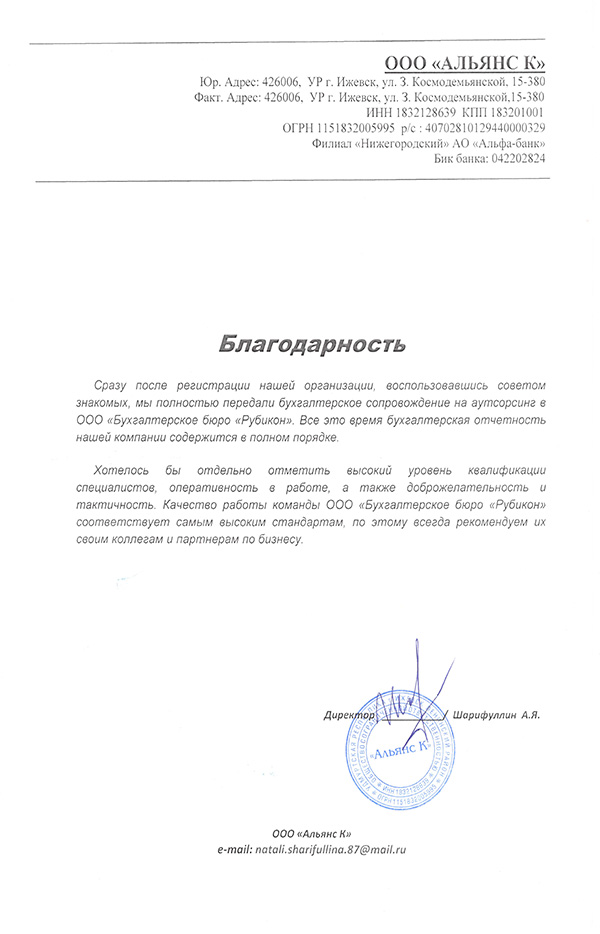 ООО «АЛЬЯНС К»
Юр. Адрес: 426006,  УР г. Ижевск, ул. З. Космодемьянской, 15-380
Факт. Адрес: 426006,  УР г. Ижевск, ул. З. Космодемьянской,15-380
ИНН 1832128639  КПП 183201001
ОГРН 1151832005995  р/с : 40702810129440000329
Филиал «Нижегородский» АО «Альфа-банк»
Бик банка: 042202824
Благодарность
Сразу после регистрации нашей организации, воспользовавшись советом
знакомых, мы полностью передали бухгалтерское сопровождение на аутсорсинг в
ООО «Бухгалтерское бюро «Рубикон». Все это время бухгалтерская отчетность
нашей компании содержится в полном порядке.
Хотелось бы отдельно отметить высокий уровень квалификации
специалистов, оперативность в работе, а также доброжелательность и
тактичность. Качество работы команды ООО «Бухгалтерское бюро «Рубикон»
соответствует самым высоким стандартам, по этому всегда рекомендуем их
своим коллегам и партнерам по бизнесу.
Директор ___________/ Шарифуллин А.Я.
«Альянс К»
ООО «Альянс К»
e-mail: natali.sharifullina.87@mail.ru